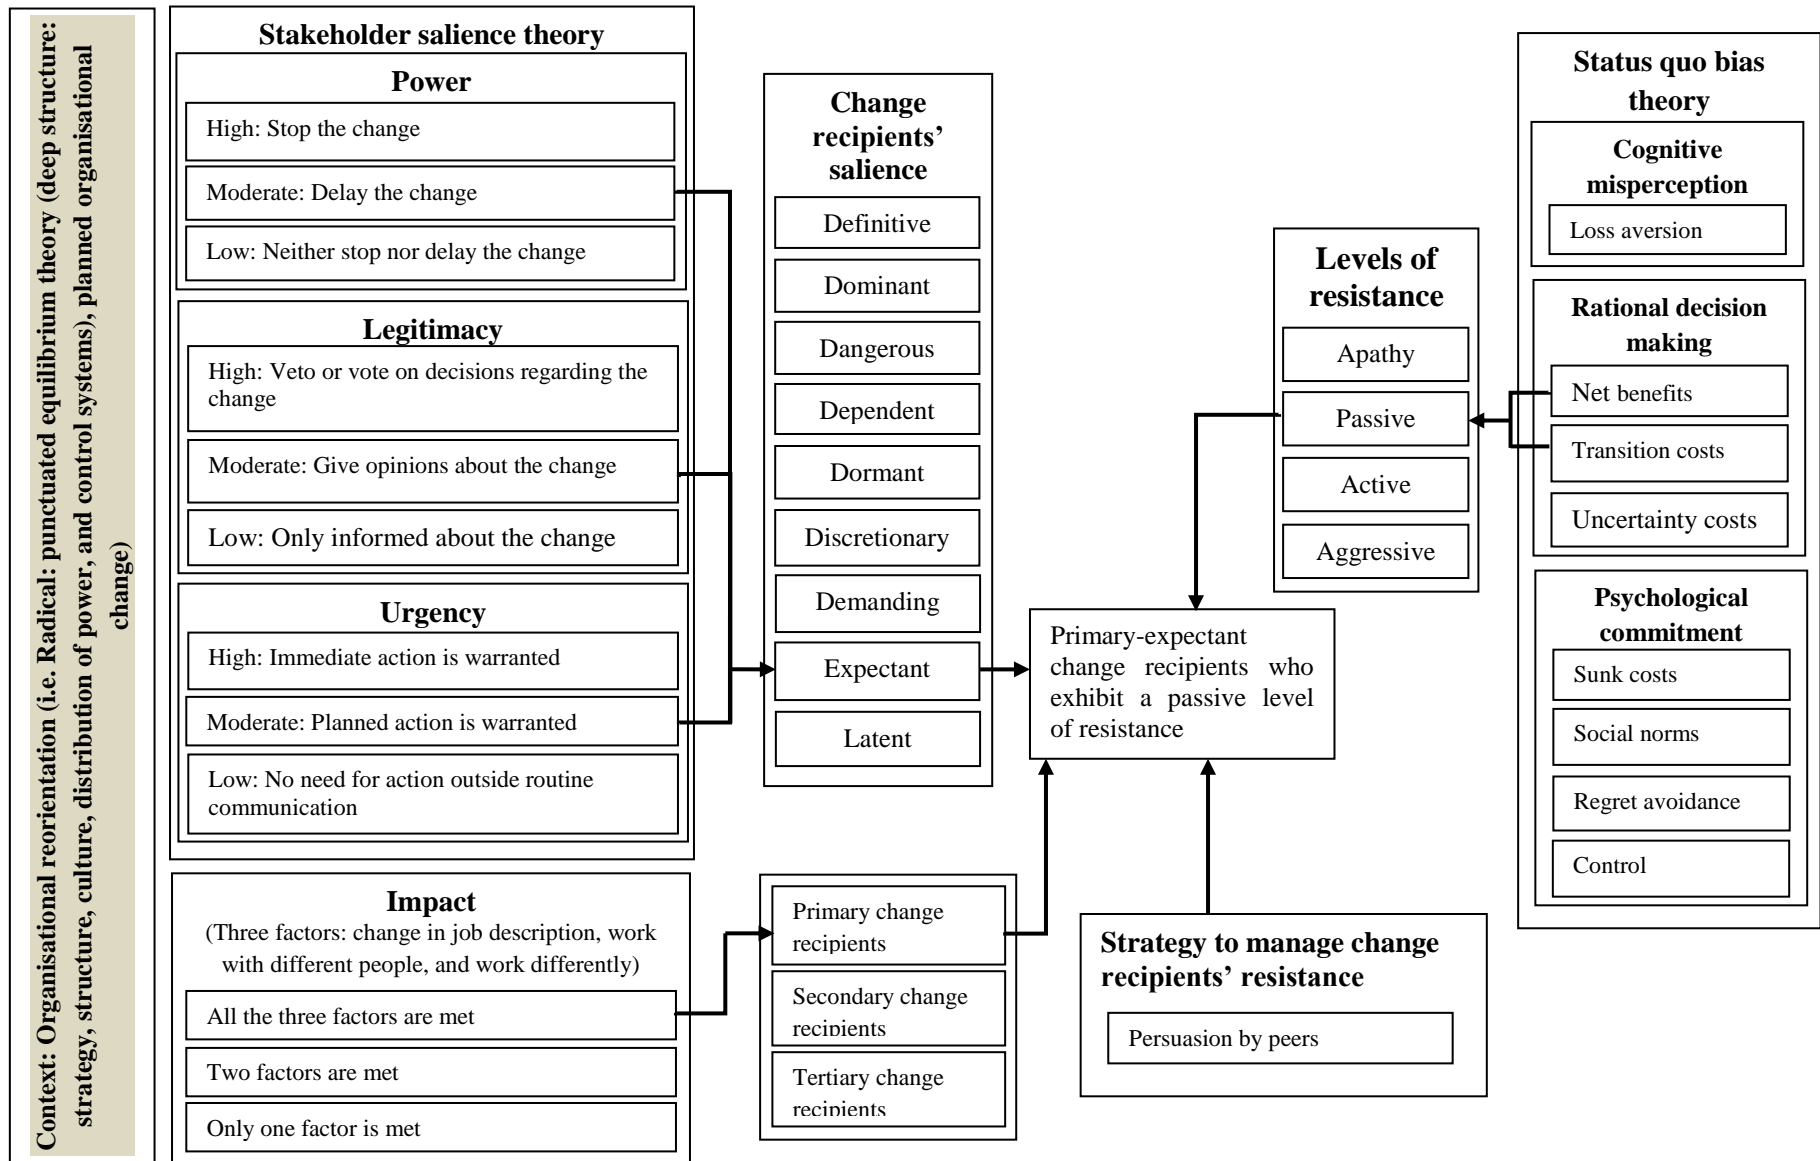 Context: Organisational reorientation (i.e. Radical: punctuated equilibrium theory (deep structure::
strategy, structure, culture, distribution of power, and control systems), planned organisational
change)
Stakeholder salience theory
Power
High: Stop the change
Moderate: Delay the change
Low: Neither stop nor delay the change
Legitimacy
High: Veto or vote on decisions regarding the
change
Moderate: Give opinions about the change
Low: Only informed about the change
Urgency
High: Immediate action is warranted
Moderate: Planned action is warranted
Low: No need for action outside routine
communication
Impact
(Three factors: change in job description, work
with different people, and work differently)
All the three factors are met
Two factors are met
Only one factor is met
Change
recipients’
salience
Definitive
Dominant
Dangerous
Dependent
Dormant
Discretionary
Demanding
Expectant
Latent
Primary change
recipients
Secondary change
recipients
Tertiary change
recipients
Primary-expectant
change recipients who
exhibit a passive level
of resistance
Strategy to manage change
recipients’ resistance
Persuasion by peers
Levels of
resistance
Apathy
Passive
Active
Aggressive
Status quo bias
theory
Cognitive
misperception
Loss aversion
Rational decision
making
Net benefits
Transition costs
Uncertainty costs
Psychological
commitment
Sunk costs
Social norms
Regret avoidance
Control